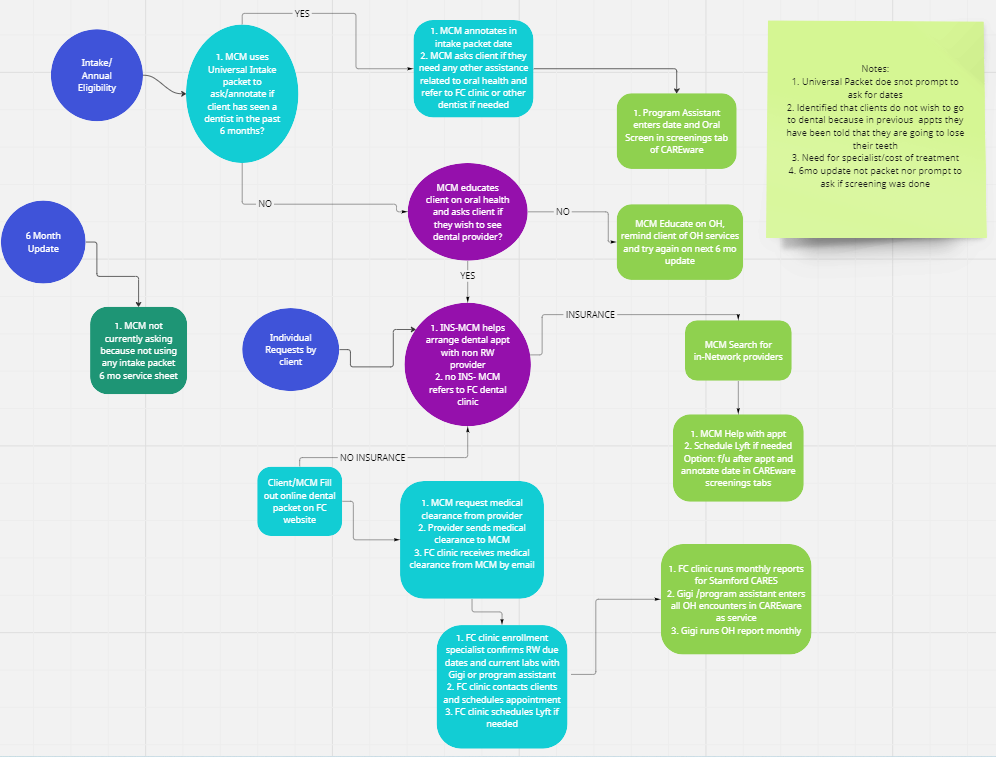 YES
Intake/
Annual
Eligibility
1. MCM uses
Universal Intake
packet to
ask/annotate if
client has seen a
dentist in the past
6 months?
1. MCM annotates in
intake packet date
2. MCM asks client if they
need any other assistance
related to oral health and
refer to FC clinic or other
dentist if needed
1. Program Assistant
enters date and Oral
Screen in screenings tab
of CAREware
Notes:
1. Universal Packet doe snot prompt to
ask for dates
2. Identified that clients do not wish to go
to dental because in previous appts they
have been told that they are going to lose
their teeth
3. Need for specialist/cost of treatment
4. 6mo update not packet nor prompt to
ask if screening was done
NO
MCM educates
client on oral health
and asks client if
they wish to see
dental provider?
NO
MCM Educate on OH,
remind client of OH services
and try again on next 6 mo
update
6 Month
Update
YES
1. MCM not
currently asking
because not using
any intake packet
6 mo service sheet
Individual
Requests by
client
1. INS-MCM helps
arrange dental appt
with non RW
provider
2. no INS- MCM
refers to FC dental
clinic
INSURANCE
MCM Search for
in-Network providers
1. MCM Help with appt
2. Schedule Lyft if needed
Option: f/u after appt and
annotate date in CAREware
screenings tabs
NO INSURANCE
Client/MCM Fill
out online dental
packet on FC
website
1. MCM request medical
clearance from provider
2. Provider sends medical
clearance to MCM
3. FC clinic receives medical
clearance from MCM by email
1. FC clinic enrollment
specialist confirms RW due
dates and current labs with
Gigi or program assistant
2. FC clinic contacts clients
and schedules appointment
3. FC clinic schedules Lyft if
needed
1. FC clinic runs monthly reports
for Stamford CARES
2. Gigi /program assistant enters
all OH encounters in CAREware
as service
3. Gigi runs OH report monthly